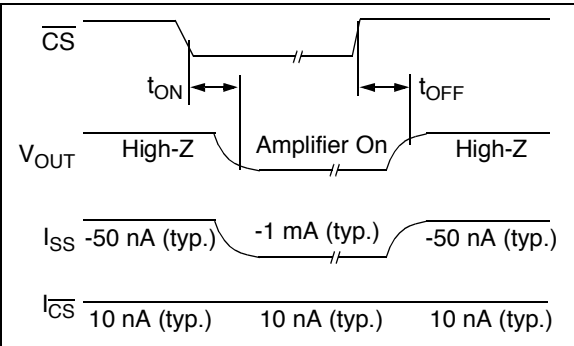 CS
tON
tOFF
VOUT High-Z Amplifier On High-Z
ISS -50 nA (typ.) -1 mA (typ.) -50 nA (typ.)
ICS
10 nA (typ.) 10 nA (typ.) 10 nA (typ.)